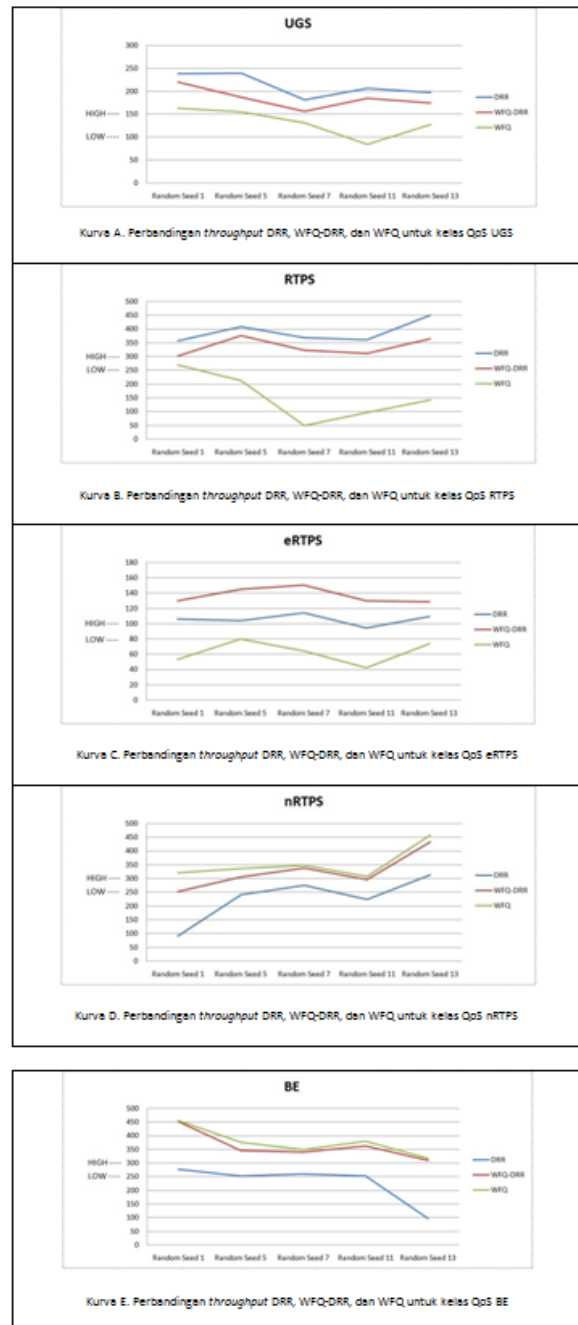 UGS
300
250
200
150
100
50
0
HIGH ----
LOW ----
DRR
WFQ-DRR
WFQ
Random Seed 1 Random Seed 5 Random Seed 7 Random Seed 11 Random Seed 13
Kurva A. Perbandingan throughput DRR, WFQ-DRR, dan WFQ untuk kelas QoS UGS
RTPS
500
450
400
350
300
250
200
150
100
50
0
HIGH ----
LOW ----
DRR
WFQ-DRR
WFQ
Random Seed 1 Random Seed 5 Random Seed 7 Random Seed 11 Random Seed 13
Kurva B. Perbandingan throughput DRR, WFQ-DRR, dan WFQ untuk kelas QoS RTPS
eRTPS
180
160
140
120
100
80
60
40
20
0
HIGH ----
LOW ----
DRR
WFQ-DRR
WFQ
Random Seed 1 Random Seed 5 Random Seed 7 Random Seed 11 Random Seed 13
Kurva C. Perbandingan throughput DRR, WFQ-DRR, dan WFQ untuk kelas QoS eRTPS
nRTPS
500
450
400
350
300
250
200
150
100
50
0
HIGH ----
LOW ----
DRR
WFQ-DRR
WFQ
Random Seed 1 Random Seed 5 Random Seed 7 Random Seed 11 Random Seed 13
Kurva D. Perbandingan throughput DRR, WFQ-DRR, dan WFQ untuk kelas QoS nRTPS
BE
500
450
400
350
300
250
200
150
100
50
0
HIGH ----
LOW ----
DRR
WFQ-DRR
WFQ
Random Seed 1 Random Seed 5 Random Seed 7 Random Seed 11 Random Seed 13
Kurva E. Perbandingan throughput DRR, WFQ-DRR, dan WFQ untuk kelas QoS BE